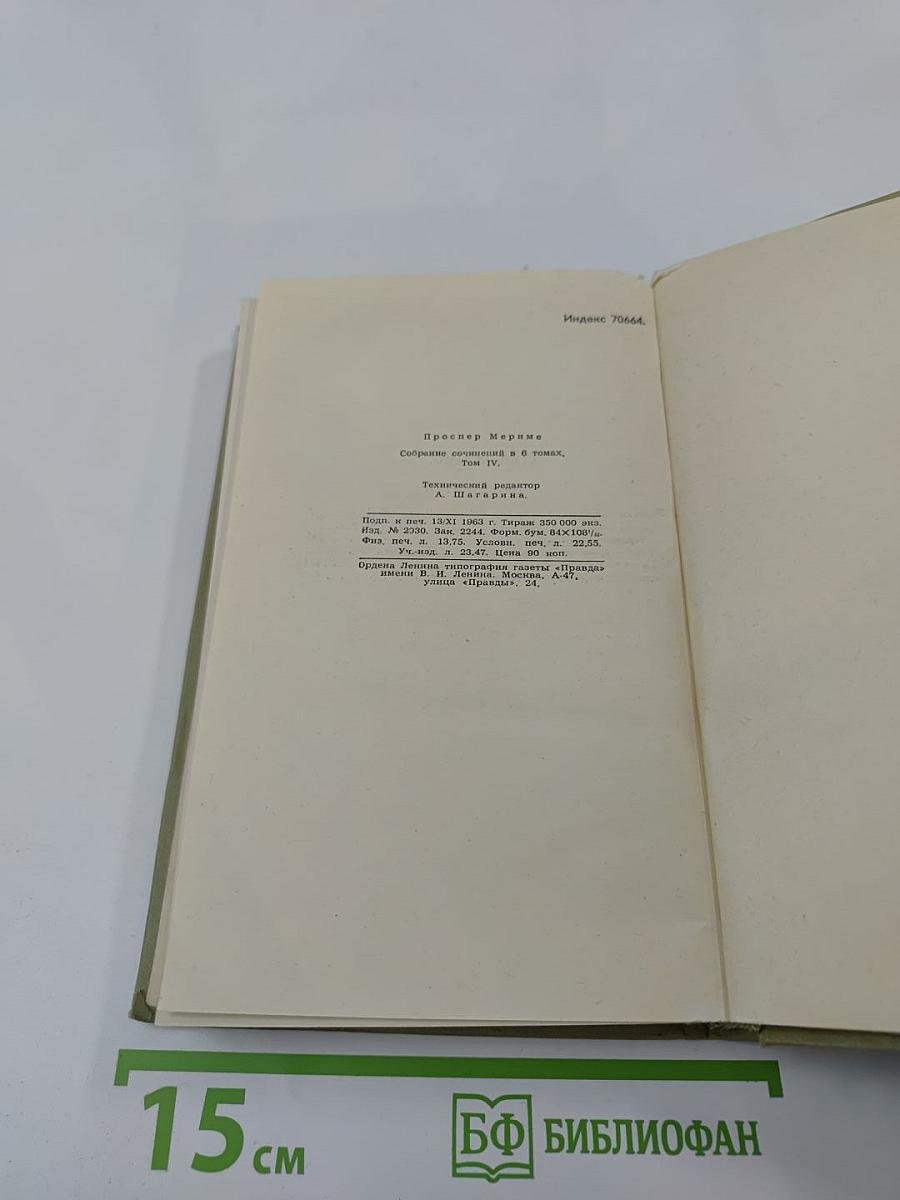 Индекс 70664.
Проспер Мериме
Собрание сочинений в 6 томах.
Том IV.
Технический редактор
А. Шагарина.
Подп. к печ. 13/XI 1963 г. Тираж 350 000 экз.
Изд. № 2030. Зак. 2244. Форм. бум. 84×108¹/₃₂.
Физ. печ. л. 13,75. Условн. печ. л. 22,55.
Уч.-изд. л. 23,47. Цена 90 коп.
Ордена Ленина типография газеты «Правда»
имени В. И. Ленина. Москва, А-47,
улица «Правды», 24.
15 см
БФ БИБЛИОФАН